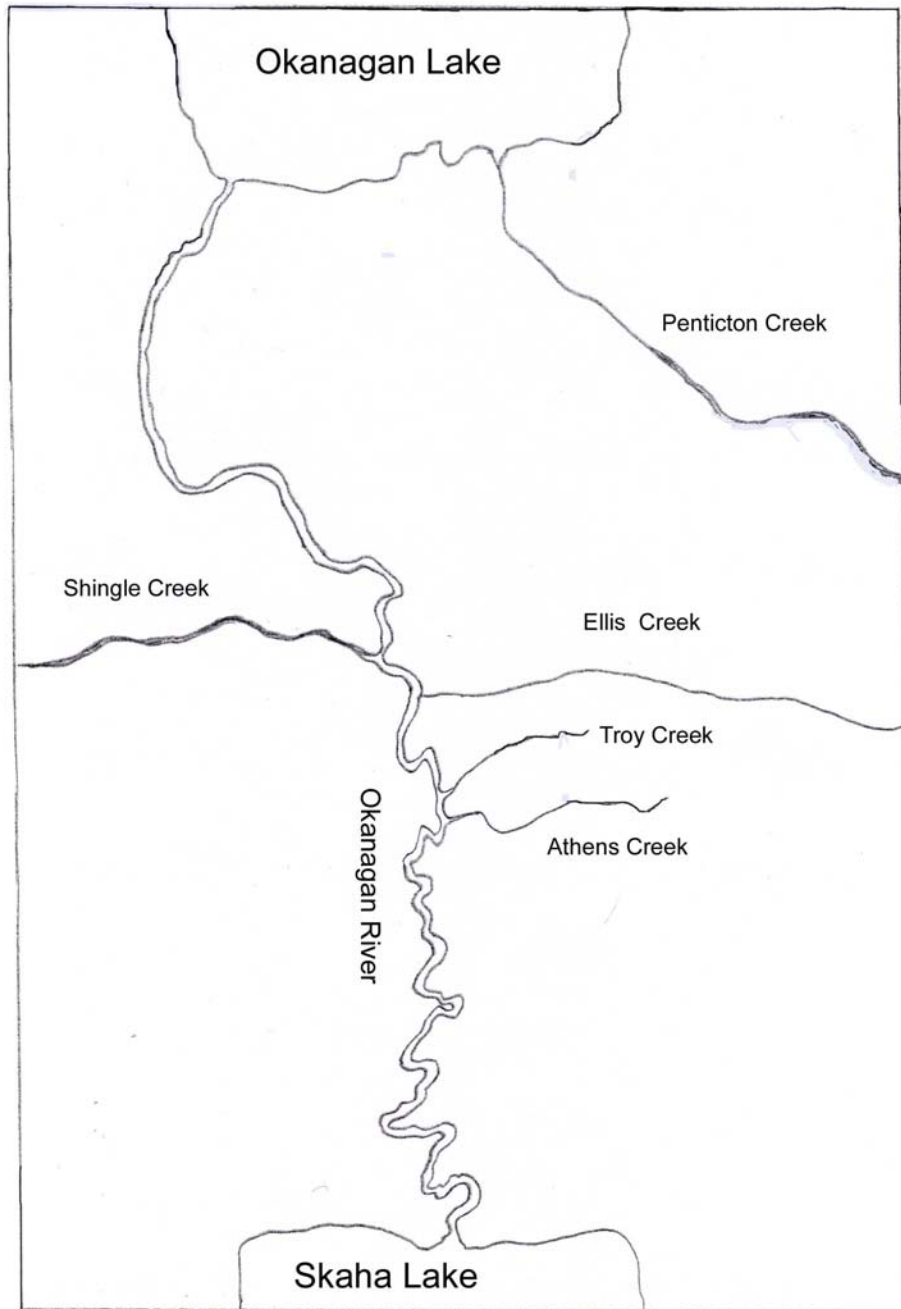 Okanagan Lake
Penticton Creek
Shingle Creek
Ellis Creek
Troy Creek
Athens Creek
Okanagan River
Skaha Lake